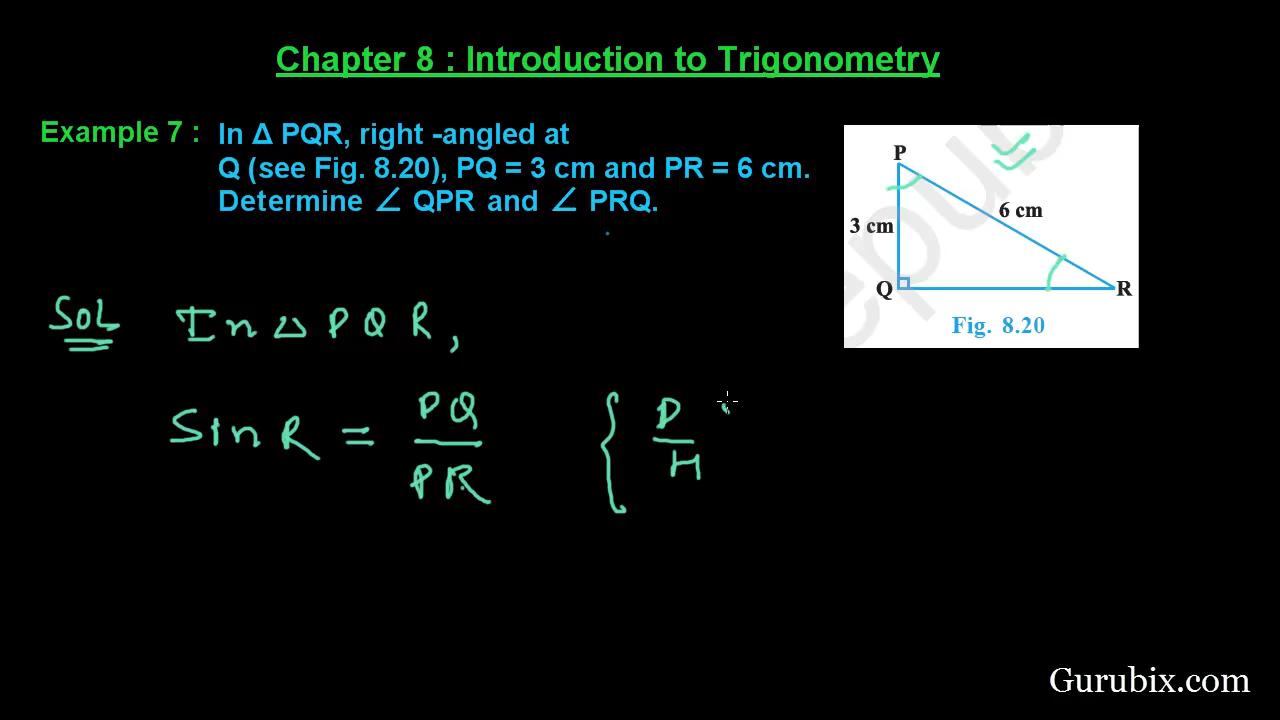 Chapter 8 : Introduction to Trigonometry
Example 7 : In Δ PQR, right -angled at
Q (see Fig. 8.20), PQ = 3 cm and PR = 6 cm.
Determine ∠ QPR and ∠ PRQ.
P
3 cm
6 cm
Q
R
Fig. 8.20
SOL In △ PQR,
Sin R = PQ/PR { P/H
Gurubix.com